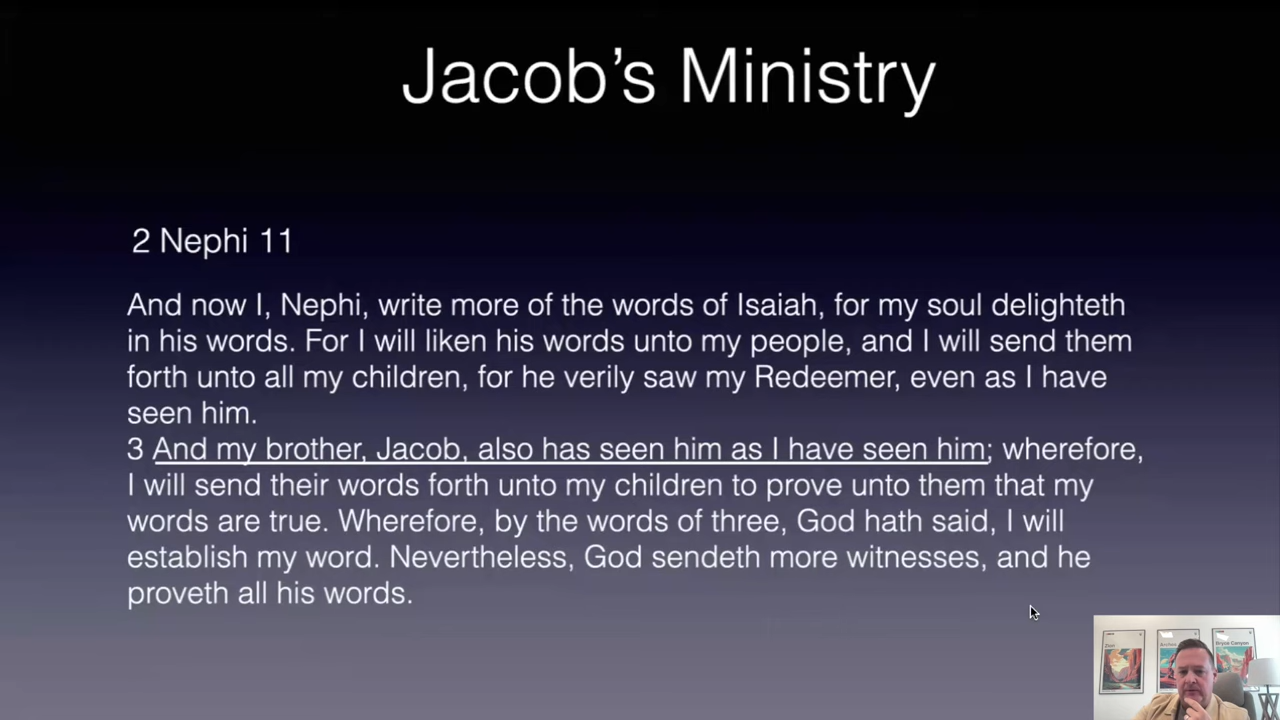 Jacob’s Ministry
2 Nephi 11
And now I, Nephi, write more of the words of Isaiah, for my soul delighteth
in his words. For I will liken his words unto my people, and I will send them
forth unto all my children, for he verily saw my Redeemer, even as I have
seen him.
3 And my brother, Jacob, also has seen him as I have seen him; wherefore,
I will send their words forth unto my children to prove unto them that my
words are true. Wherefore, by the words of three, God hath said, I will
establish my word. Nevertheless, God sendeth more witnesses, and he
proveth all his words.
Zion
Bryce Canyon